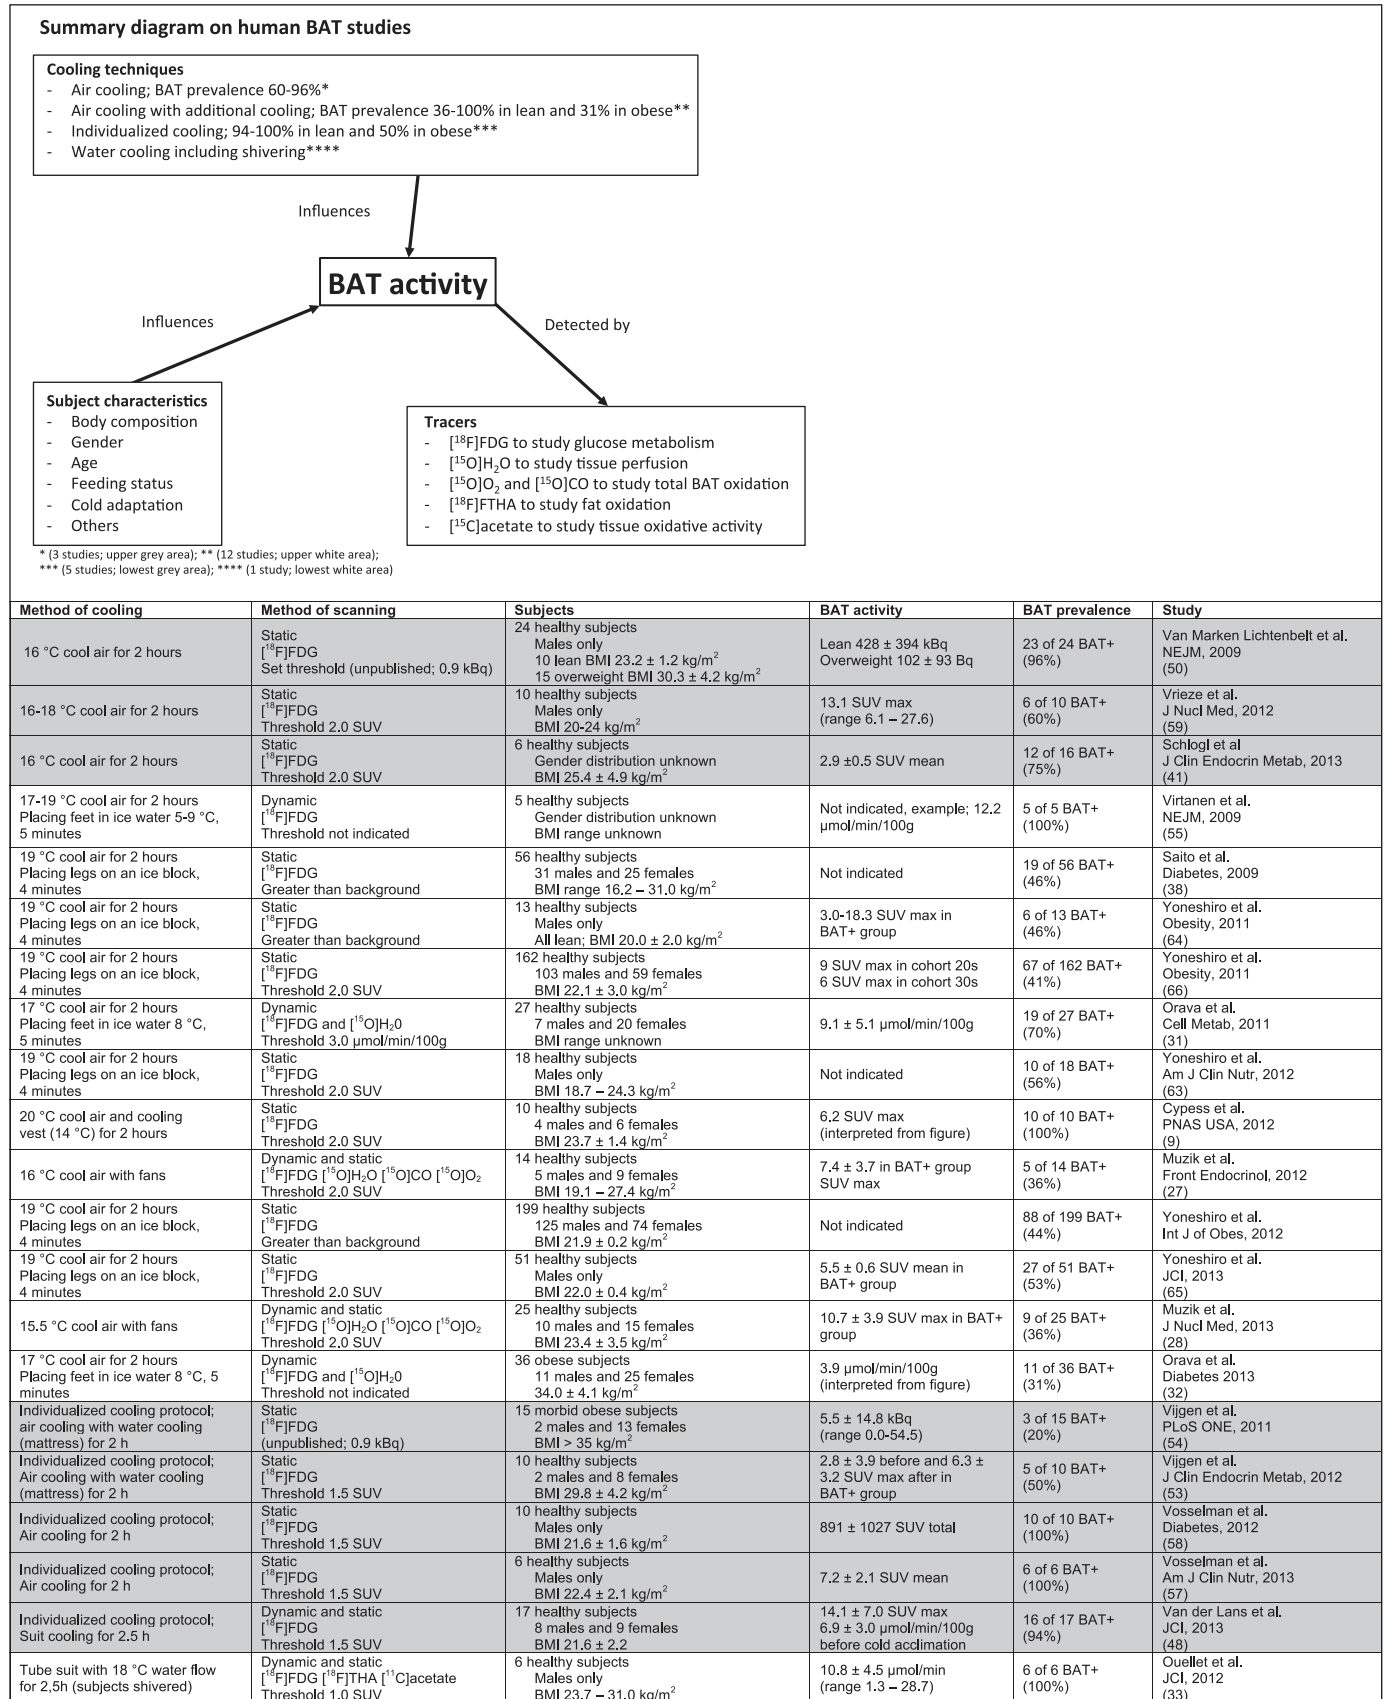 Summary diagram on human BAT studies
Cooling techniques
- Air cooling; BAT prevalence 60-96%*
- Air cooling with additional cooling; BAT prevalence 36-100% in lean and 31% in obese**
- Individualized cooling; 94-100% in lean and 50% in obese***
- Water cooling including shivering****
Influences
BAT activity
Influences
Detected by
Subject characteristics
- Body composition
- Gender
- Age
- Feeding status
- Cold adaptation
- Others
Tracers
- [18F]FDG to study glucose metabolism
- [15O]H2O to study tissue perfusion
- [15O]O2 and [15O]CO to study total BAT oxidation
- [18F]FTHA to study fat oxidation
- [15C]acetate to study tissue oxidative activity
* (3 studies; upper grey area); ** (12 studies; upper white area);
*** (5 studies; lowest grey area); **** (1 study; lowest white area)
Method of cooling | Method of scanning | Subjects | BAT activity | BAT prevalence | Study
16 °C cool air for 2 hours
Static
[18F]FDG
Set threshold (unpublished; 0.9 kBq)
24 healthy subjects
Males only
10 lean BMI 23.2 ± 1.2 kg/m2
15 overweight BMI 30.3 ± 4.2 kg/m2
Lean 428 ± 394 kBq
Overweight 102 ± 93 Bq
23 of 24 BAT+
(96%)
Van Marken Lichtenbelt et al.
NEJM, 2009
(50)
16-18 °C cool air for 2 hours
Static
[18F]FDG
Threshold 2.0 SUV
10 healthy subjects
Males only
BMI 20-24 kg/m2
13.1 SUV max
(range 6.1 – 27.6)
6 of 10 BAT+
(60%)
Vrieze et al.
J Nucl Med, 2012
(59)
16 °C cool air for 2 hours
Static
[18F]FDG
Threshold 2.0 SUV
6 healthy subjects
Gender distribution unknown
BMI 25.4 ± 4.9 kg/m2
2.9 ±0.5 SUV mean
12 of 16 BAT+
(75%)
Schlogl et al
J Clin Endocrin Metab, 2013
(41)
17-19 °C cool air for 2 hours
Placing feet in ice water 5-9 °C,
5 minutes
Dynamic
[18F]FDG
Threshold not indicated
5 healthy subjects
Gender distribution unknown
BMI range unknown
Not indicated, example; 12.2
µmol/min/100g
5 of 5 BAT+
(100%)
Virtanen et al.
NEJM, 2009
(55)
19 °C cool air for 2 hours
Placing legs on an ice block,
4 minutes
Static
[18F]FDG
Greater than background
56 healthy subjects
31 males and 25 females
BMI range 16.2 – 31.0 kg/m2
Not indicated
19 of 56 BAT+
(46%)
Saito et al.
Diabetes, 2009
(38)
19 °C cool air for 2 hours
Placing legs on an ice block,
4 minutes
Static
[18F]FDG
Greater than background
13 healthy subjects
Males only
All lean; BMI 20.0 ± 2.0 kg/m2
3.0-18.3 SUV max in
BAT+ group
6 of 13 BAT+
(46%)
Yoneshiro et al.
Obesity, 2011
(64)
19 °C cool air for 2 hours
Placing legs on an ice block,
4 minutes
Static
[18F]FDG
Threshold 2.0 SUV
162 healthy subjects
103 males and 59 females
BMI 22.1 ± 3.0 kg/m2
9 SUV max in cohort 20s
6 SUV max in cohort 30s
67 of 162 BAT+
(41%)
Yoneshiro et al.
Obesity, 2011
(66)
17 °C cool air for 2 hours
Placing feet in ice water 8 °C,
5 minutes
Dynamic
[18F]FDG and [15O]H20
Threshold 3.0 µmol/min/100g
27 healthy subjects
7 males and 20 females
BMI range unknown
9.1 ± 5.1 µmol/min/100g
19 of 27 BAT+
(70%)
Orava et al.
Cell Metab, 2011
(31)
19 °C cool air for 2 hours
Placing legs on an ice block,
4 minutes
Static
[18F]FDG
Threshold 2.0 SUV
18 healthy subjects
Males only
BMI 18.7 – 24.3 kg/m2
Not indicated
10 of 18 BAT+
(56%)
Yoneshiro et al.
Am J Clin Nutr, 2012
(63)
20 °C cool air and cooling
vest (14 °C) for 2 hours
Static
[18F]FDG
Threshold 2.0 SUV
10 healthy subjects
4 males and 6 females
BMI 23.7 ± 1.4 kg/m2
6.2 SUV max
(interpreted from figure)
10 of 10 BAT+
(100%)
Cypess et al.
PNAS USA, 2012
(9)
16 °C cool air with fans
Dynamic and static
[18F]FDG [15O]H2O [15O]CO [15O]O2
Threshold 2.0 SUV
14 healthy subjects
5 males and 9 females
BMI 19.1 – 27.4 kg/m2
7.4 ± 3.7 in BAT+ group
SUV max
5 of 14 BAT+
(36%)
Muzik et al.
Front Endocrinol, 2012
(27)
19 °C cool air for 2 hours
Placing legs on an ice block,
4 minutes
Static
[18F]FDG
Greater than background
199 healthy subjects
125 males and 74 females
BMI 21.9 ± 0.2 kg/m2
Not indicated
88 of 199 BAT+
(44%)
Yoneshiro et al.
Int J of Obes, 2012
19 °C cool air for 2 hours
Placing legs on an ice block,
4 minutes
Static
[18F]FDG
Threshold 2.0 SUV
51 healthy subjects
Males only
BMI 22.0 ± 0.4 kg/m2
5.5 ± 0.6 SUV mean in
BAT+ group
27 of 51 BAT+
(53%)
Yoneshiro et al.
JCI, 2013
(65)
15.5 °C cool air with fans
Dynamic and static
[18F]FDG [15O]H2O [15O]CO [15O]O2
Threshold 2.0 SUV
25 healthy subjects
10 males and 15 females
BMI 23.4 ± 3.5 kg/m2
10.7 ± 3.9 SUV max in BAT+
group
9 of 25 BAT+
(36%)
Muzik et al.
J Nucl Med, 2013
(28)
17 °C cool air for 2 hours
Placing feet in ice water 8 °C, 5
minutes
Dynamic
[18F]FDG and [15O]H20
Threshold not indicated
36 obese subjects
11 males and 25 females
34.0 ± 4.1 kg/m2
3.9 µmol/min/100g
(interpreted from figure)
11 of 36 BAT+
(31%)
Orava et al.
Diabetes 2013
(32)
Individualized cooling protocol;
air cooling with water cooling
(mattress) for 2 h
Static
[18F]FDG
(unpublished; 0.9 kBq)
15 morbid obese subjects
2 males and 13 females
BMI > 35 kg/m2
5.5 ± 14.8 kBq
(range 0.0-54.5)
3 of 15 BAT+
(20%)
Vijgen et al.
PLoS ONE, 2011
(54)
Individualized cooling protocol;
Air cooling with water cooling
(mattress) for 2 h
Static
[18F]FDG
Threshold 1.5 SUV
10 healthy subjects
2 males and 8 females
BMI 29.8 ± 4.2 kg/m2
2.8 ± 3.9 before and 6.3 ±
3.2 SUV max after in
BAT+ group
5 of 10 BAT+
(50%)
Vijgen et al.
J Clin Endocrin Metab, 2012
(53)
Individualized cooling protocol;
Air cooling for 2 h
Static
[18F]FDG
Threshold 1.5 SUV
10 healthy subjects
Males only
BMI 21.6 ± 1.6 kg/m2
891 ± 1027 SUV total
10 of 10 BAT+
(100%)
Vosselman et al.
Diabetes, 2012
(58)
Individualized cooling protocol;
Air cooling for 2 h
Static
[18F]FDG
Threshold 1.5 SUV
6 healthy subjects
Males only
BMI 22.4 ± 2.1 kg/m2
7.2 ± 2.1 SUV mean
6 of 6 BAT+
(100%)
Vosselman et al.
Am J Clin Nutr, 2013
(57)
Individualized cooling protocol;
Suit cooling for 2.5 h
Dynamic and static
[18F]FDG
Threshold 1.5 SUV
17 healthy subjects
8 males and 9 females
BMI 21.6 ± 2.2
14.1 ± 7.0 SUV max
6.9 ± 3.0 µmol/min/100g
before cold acclimation
16 of 17 BAT+
(94%)
Van der Lans et al.
JCI, 2013
(48)
Tube suit with 18 °C water flow
for 2,5h (subjects shivered)
Dynamic and static
[18F]FDG [18F]THA [11C]acetate
Threshold 1.0 SUV
6 healthy subjects
Males only
BMI 23.7 – 31.0 kg/m2
10.8 ± 4.5 µmol/min
(range 1.3 – 28.7)
6 of 6 BAT+
(100%)
Ouellet et al.
JCI, 2012
(33)